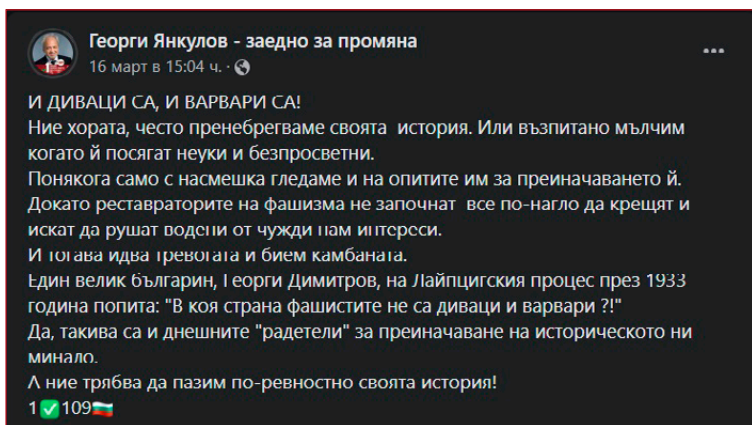 Георги Янкулов - заедно за промяна
16 март в 15:04 ч. ·
И ДИВАЦИ СА, И ВАРВАРИ СА!
Ние хората, често пренебрегваме своята история. Или възпитано мълчим
когато й посягат неуки и безпросветни.
Понякога само с насмешка гледаме и на опитите им за преиначаването й.
Докато реставраторите на фашизма не започнат все по-нагло да крещят и
искат да рушат водени от чужди нам интереси.
И тогава идва тревогата и бием камбаната.
Един велик българин, Георги Димитров, на Лайпцигския процес през 1933
година попита: "В коя страна фашистите не са диваци и варвари ?!"
Да, такива са и днешните "радетели" за преиначаване на историческото ни
минало.
А ние трябва да пазим по-ревностно своята история!
1✅109🇧🇬